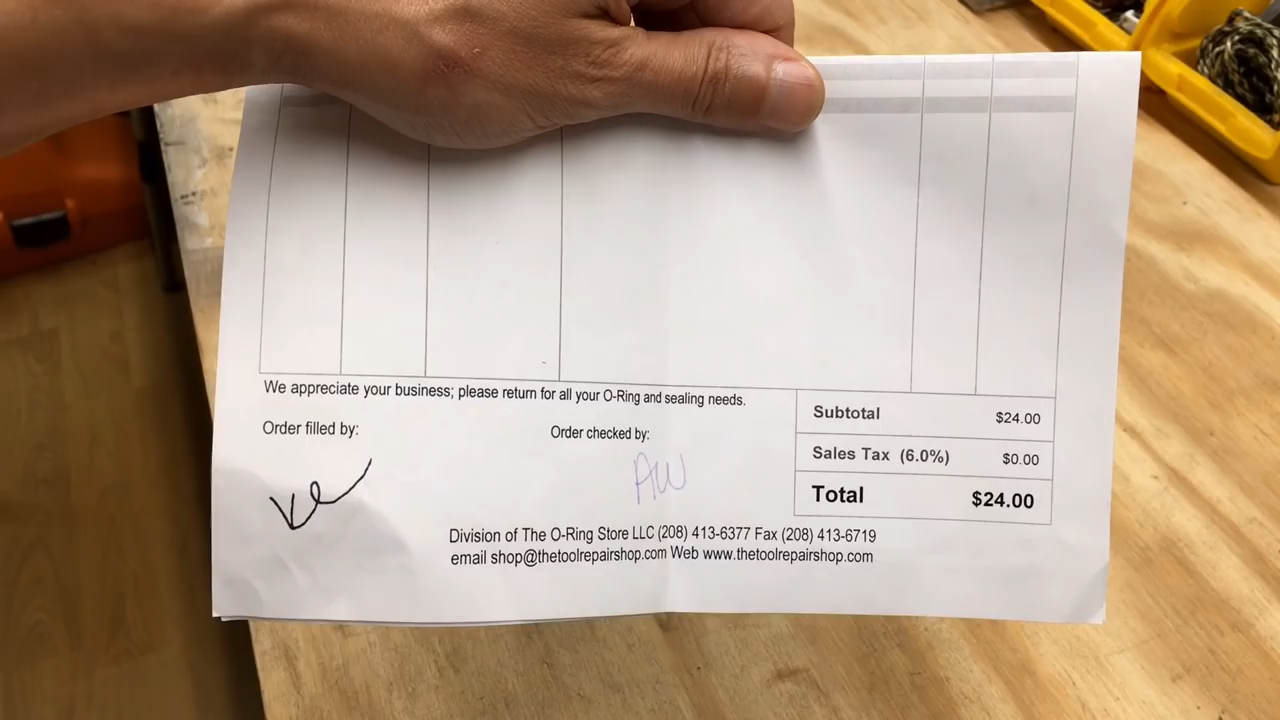 We appreciate your business; please return for all your O-Ring and sealing needs.
Order filled by:
Order checked by:
AW
Subtotal $24.00
Sales Tax (6.0%) $0.00
Total $24.00
Division of The O-Ring Store LLC (208) 413-6377 Fax (208) 413-6719
email shop@thetoolrepairshop.com Web www.thetoolrepairshop.com